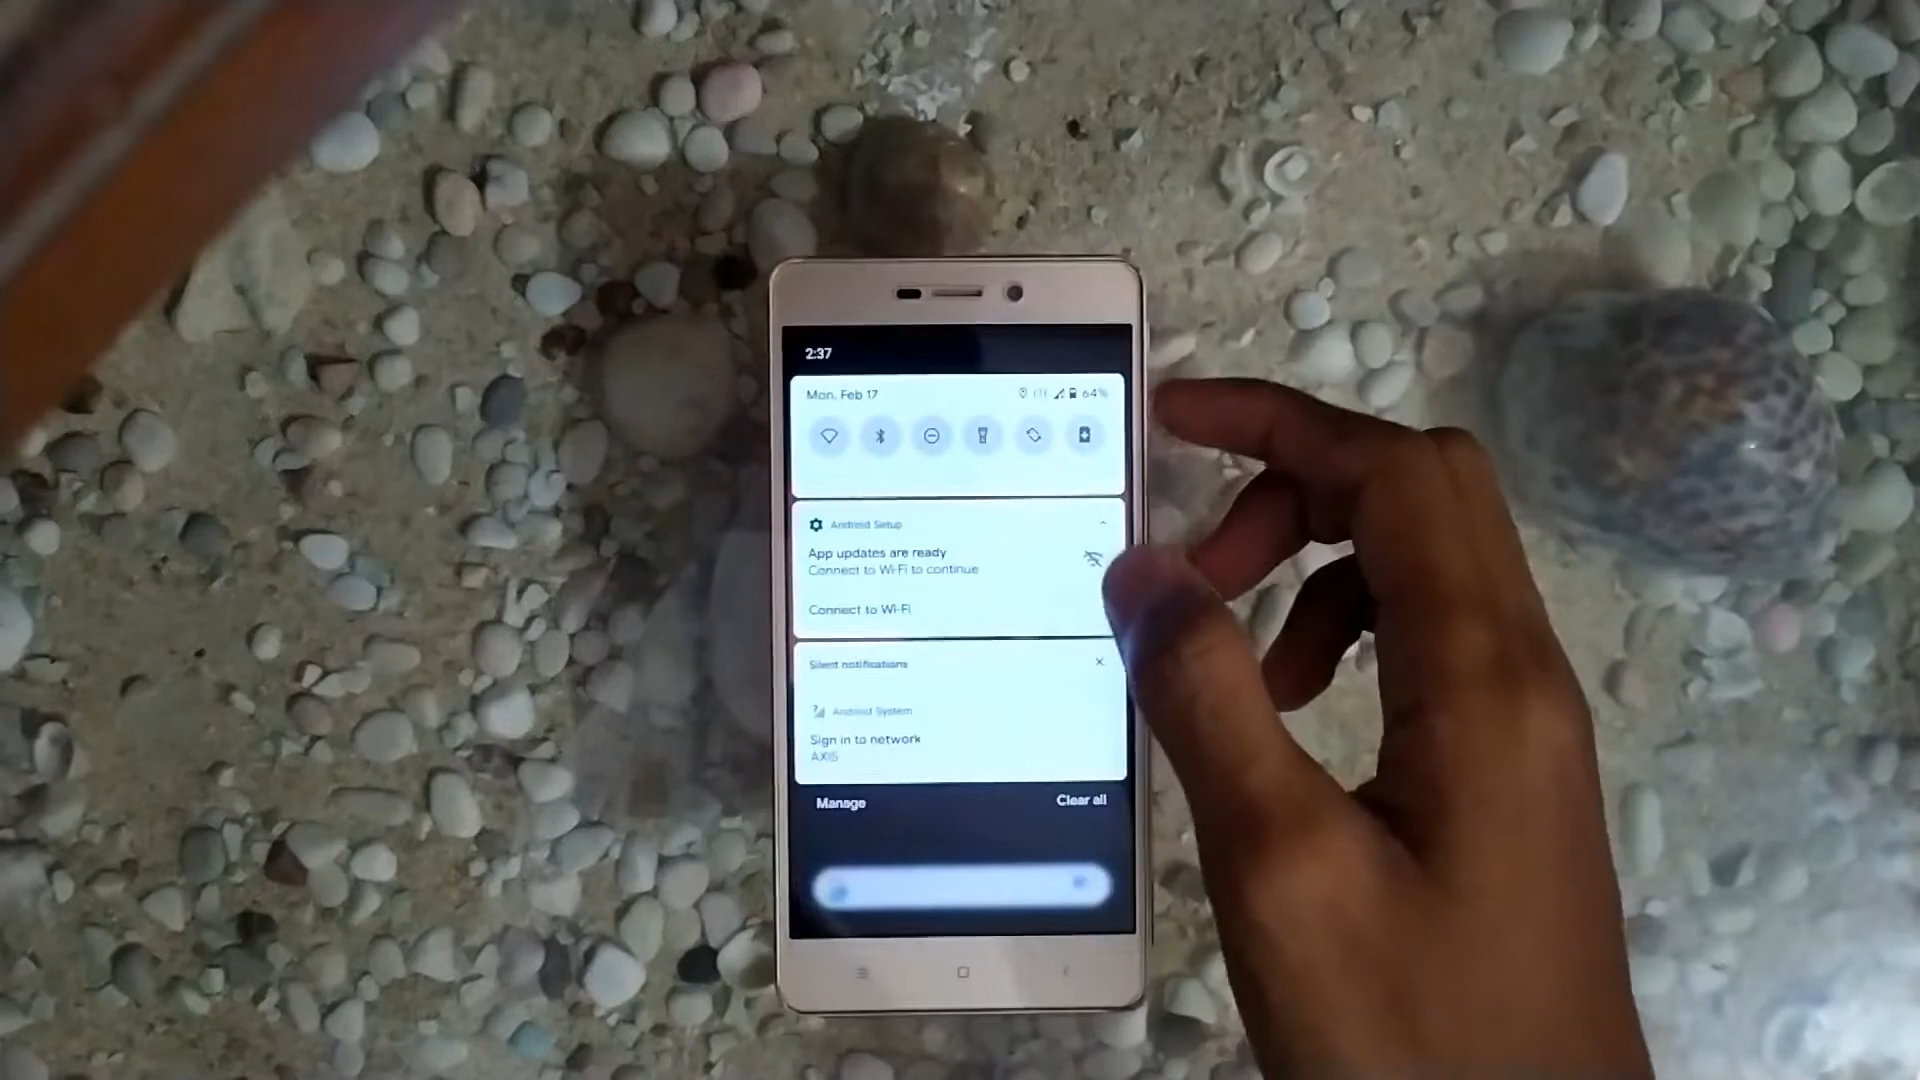 2:37
Mon, Feb 17
64%
Android Setup
App updates are ready
Connect to Wi-Fi to continue
Connect to Wi-Fi
Silent notifications
Android System
Sign in to network
AXIS
Manage
Clear all